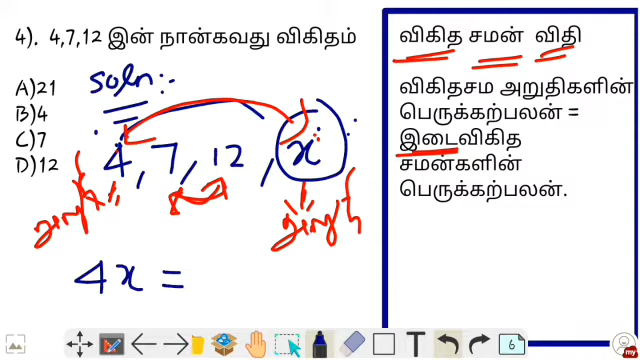 4). 4,7,12 இன் நான்கவது விகிதம்
A)21
B)4
C)7
D)12
soln:-
4, 7, 12, x
4x =
விகித சமன் விதி
விகிதசம அறுதிகளின்
பெருக்கற்பலன் =
இடைவிகித
சமன்களின்
பெருக்கற்பலன்.
T
6
my